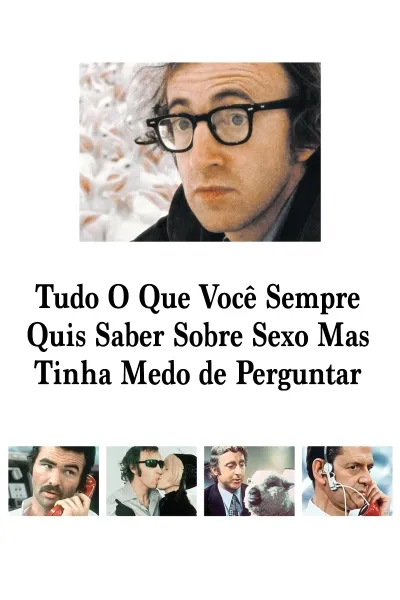 Tudo O Que Você Sempre
Quis Saber Sobre Sexo Mas
Tinha Medo de Perguntar